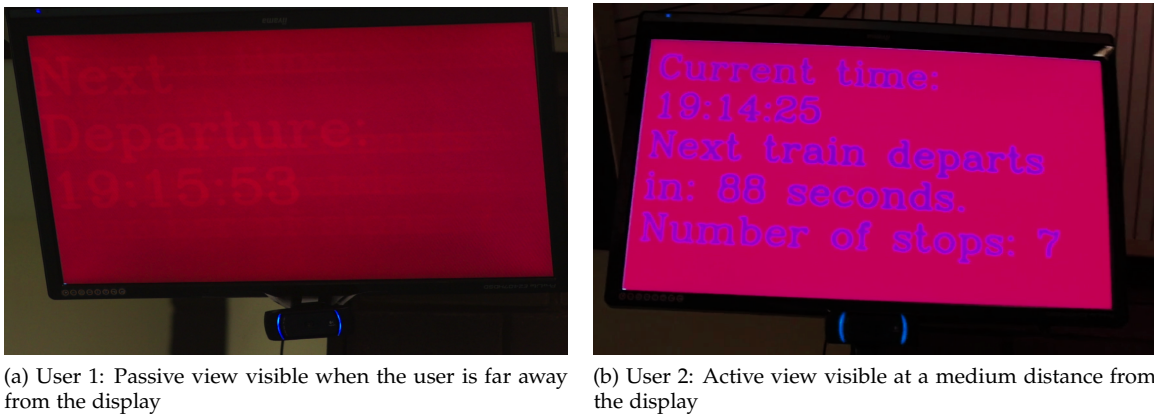 Next
Departure:
19:15:53
Current time:
19:14:25
Next train departs
in: 88 seconds.
Number of stops: 7
(a) User 1: Passive view visible when the user is far away
from the display
(b) User 2: Active view visible at a medium distance from
the display